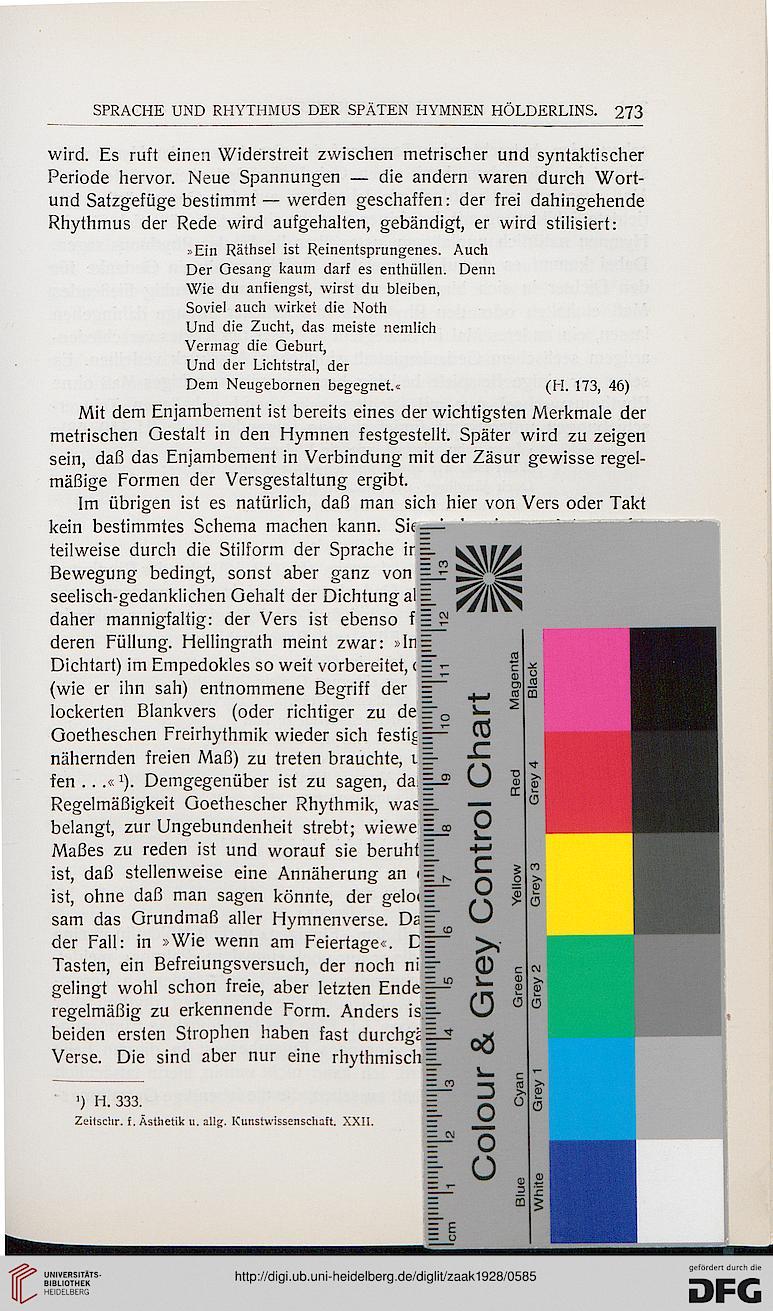 SPRACHE UND RHYTHMUS DER SPÄTEN HYMNEN HÖLDERLINS. 273
wird. Es ruft einen Widerstreit zwischen metrischer und syntaktischer
Periode hervor. Neue Spannungen — die andern waren durch Wort-
und Satzgefüge bestimmt — werden geschaffen: der frei dahingehende
Rhythmus der Rede wird aufgehalten, gebändigt, er wird stilisiert:
»Ein Räthsel ist Reinentsprungenes. Auch
Der Gesang kaum darf es enthüllen. Denn
Wie du anfiengst, wirst du bleiben,
Soviel auch wirket die Noth
Und die Zucht, das meiste nemlich
Vermag die Geburt,
Und der Lichtstral, der
Dem Neugebornen begegnet.« (H. 173, 46)
Mit dem Enjambement ist bereits eines der wichtigsten Merkmale der
metrischen Gestalt in den Hymnen festgestellt. Später wird zu zeigen
sein, daß das Enjambement in Verbindung mit der Zäsur gewisse regel-
mäßige Formen der Versgestaltung ergibt.
Im übrigen ist es natürlich, daß man sich hier von Vers oder Takt
kein bestimmtes Schema machen kann. Sie
teilweise durch die Stilform der Sprache
Bewegung bedingt, sonst aber ganz von
seelisch-gedanklichen Gehalt der Dichtung
daher mannigfaltig: der Vers ist ebenso
deren Füllung. Hellingrath meint zwar: »In
Dichtart) im Empedokles so weit vorbereitet,
(wie er ihn sah) entnommene Begriff der
lockerten Blankvers (oder richtiger zu de
Goetheschen Freirhythmik wieder sich festig
nähernden freien Maß) zu treten brauchte,
fen . . .« ¹). Demgegenüber ist zu sagen, da
Regelmäßigkeit Goethescher Rhythmik, was
belangt, zur Ungebundenheit strebt; wiewe
Maßes zu reden ist und worauf sie beruht
ist, daß stellenweise eine Annäherung an
ist, ohne daß man sagen könnte, der gelo
sam das Grundmaß aller Hymnenverse. Da
der Fall: in »Wie wenn am Feiertage«. D
Tasten, ein Befreiungsversuch, der noch ni
gelingt wohl schon freie, aber letzten Ende
regelmäßig zu erkennende Form. Anders is
beiden ersten Strophen haben fast durchgä
Verse. Die sind aber nur eine rhythmisch
¹) H. 333.
Zeitschr. f. Ästhetik u. allg. Kunstwissenschaft. XXII.
cm 1 2 3 4 5 6 7 8 9 10 11 12 13
Colour & Grey Control Chart
Blue Cyan Green Yellow Red Magenta
White Grey 1 Grey 2 Grey 3 Grey 4 Black
UNIVERSITÄTS-
BIBLIOTHEK
HEIDELBERG
http://digi.ub.uni-heidelberg.de/diglit/zaak1928/0585
gefördert durch die
DFG